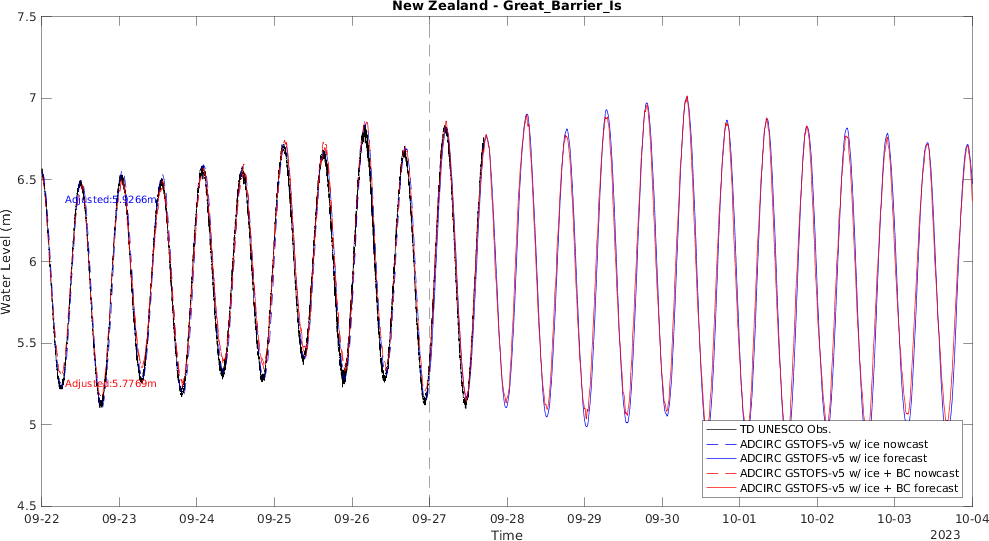 New Zealand - Great_Barrier_Is
7.5
7
6.5
6
5.5
5
4.5
Water Level (m)
Adjusted:5.9266m
Adjusted:5.7769m
TD UNESCO Obs.
ADCIRC GSTOFS-v5 w/ ice nowcast
ADCIRC GSTOFS-v5 w/ ice forecast
ADCIRC GSTOFS-v5 w/ ice + BC nowcast
ADCIRC GSTOFS-v5 w/ ice + BC forecast
09-22 09-23 09-24 09-25 09-26 09-27 09-28 09-29 09-30 10-01 10-02 10-03 10-04
Time
2023